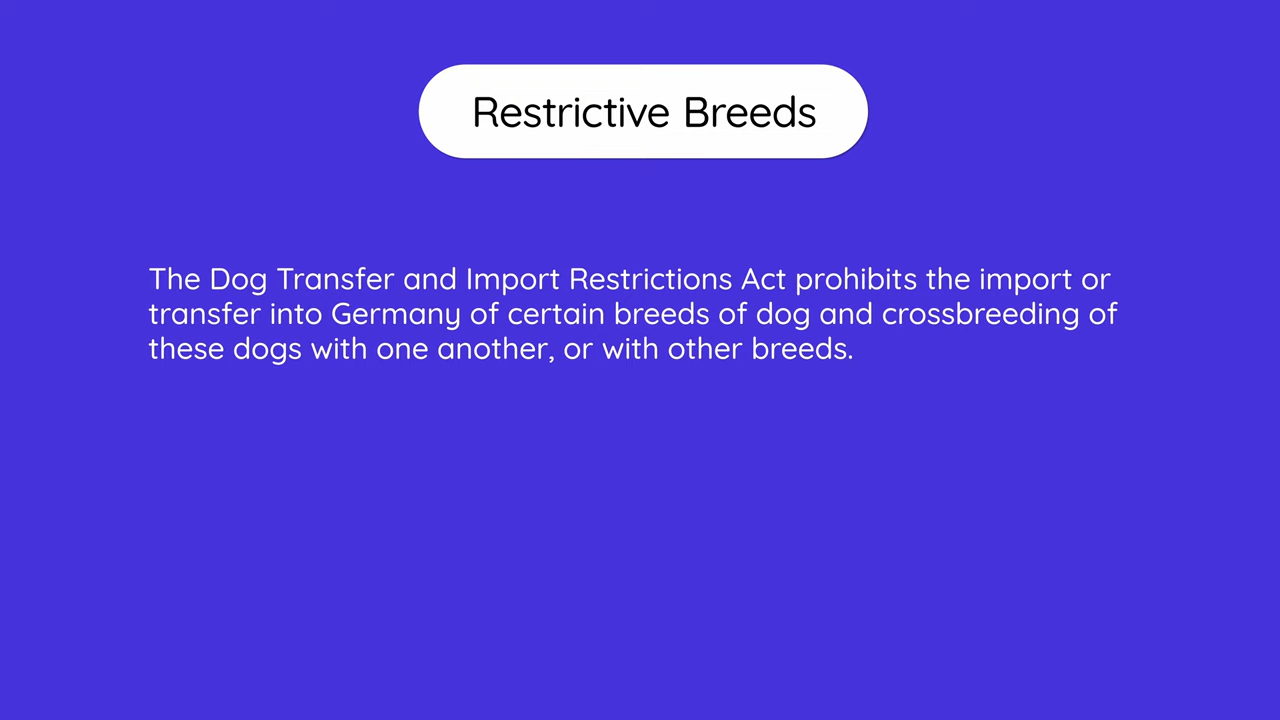 Restrictive Breeds
The Dog Transfer and Import Restrictions Act prohibits the import or
transfer into Germany of certain breeds of dog and crossbreeding of
these dogs with one another, or with other breeds.